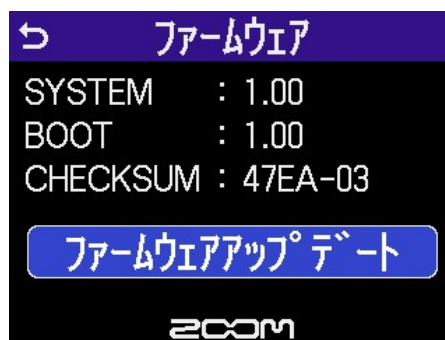 ファームウェア
SYSTEM : 1.00
BOOT : 1.00
CHECKSUM : 47EA-03
ファームウェアアップデート
ZOOM